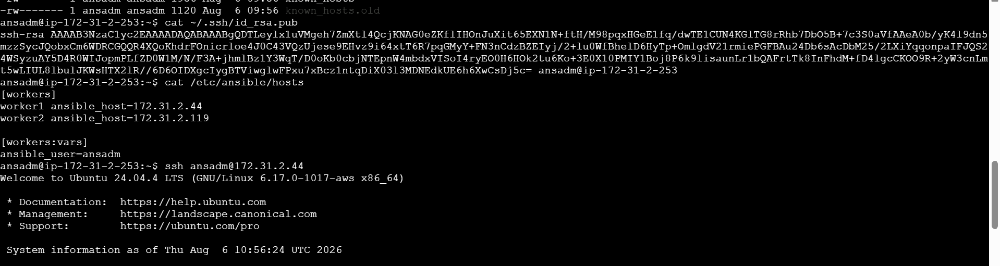 -rw------- 1 ansadm ansadm 1120 Aug  6 09:56 known_hosts.old
ansadm@ip-172-31-2-253:~$ cat ~/.ssh/id_rsa.pub
ssh-rsa AAAAB3NzaC1yc2EAAAADAQABAAABgQDTLeylx1uVMgeh7ZmXtl4QcjKNAG0eZKflIHOnJuXit65EXN1N+ftH/M98pqxHGeE1fq/dwTE1CUN4KGlTG8rRhb7DbO5B+7c3S0aVfAAeA0b/yK4l9dn5
mzzSycJQobxCm6WDRCGQQR4XQoKhdrFOnicrloe4J0C43VQzUjese9EHvz9i64xtT6R7pqGMyY+FN3nCdzBZEIyj/2+lu0WfBhelD6HyTp+OmlgdV21rmiePGFBAu24Db6sAcDbM25/2LXiYqqonpaIFJQS2
4WSyzuAY5D4R0WIJopmPLfZD0W1M/N/F3A+jhmlBz1Y3WqT/D0oKb0cbjNTEpnW4mbdxVISoI4ryEO0H6HOk2tu6Ko+3E0X10PMIY1Boj8P6k9lisaunLr1bQAFrtTk8InFhdM+fD4lgcCKOO9R+2yW3cnLm
t5wLIUL8lbulJKWsHTX2lR//6D6OIDXgcIygBTViwglwFPxu7xBcz1ntqDiX03l3MDNEdkUE6h6XwCsDj5c= ansadm@ip-172-31-2-253
ansadm@ip-172-31-2-253:~$ cat /etc/ansible/hosts
[workers]
worker1 ansible_host=172.31.2.44
worker2 ansible_host=172.31.2.119
[workers:vars]
ansible_user=ansadm
ansadm@ip-172-31-2-253:~$ ssh ansadm@172.31.2.44
Welcome to Ubuntu 24.04.4 LTS (GNU/Linux 6.17.0-1017-aws x86_64)
* Documentation:  https://help.ubuntu.com
* Management:     https://landscape.canonical.com
* Support:        https://ubuntu.com/pro
System information as of Thu Aug  6 10:56:24 UTC 2026